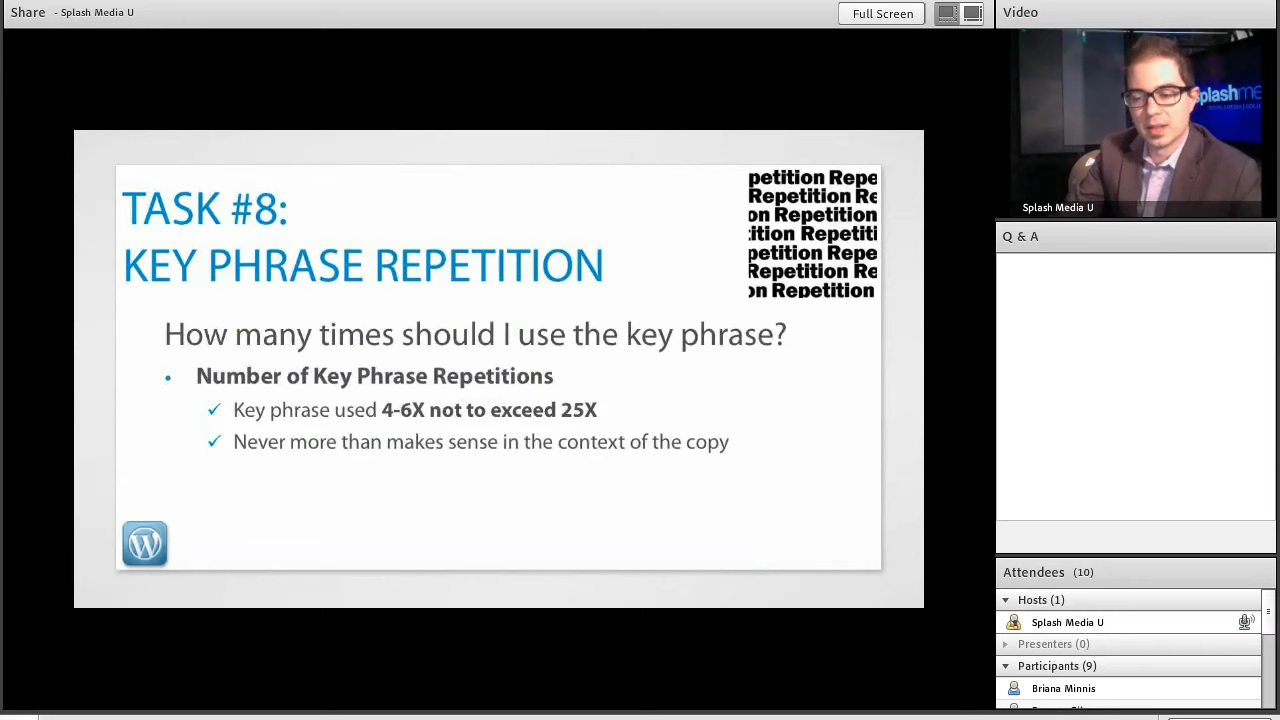 Share - Splash Media U
Full Screen
Video
TASK #8:
KEY PHRASE REPETITION
petition Repe
Repetition Re
on Repetition
ition Repetiti
petition Repe
Repetition Re
on Repetition
How many times should I use the key phrase?
• Number of Key Phrase Repetitions
✓ Key phrase used 4-6X not to exceed 25X
✓ Never more than makes sense in the context of the copy
splashme
Splash Media U
Q & A
Attendees (10)
Hosts (1)
Splash Media U
Presenters (0)
Participants (9)
Briana Minnis